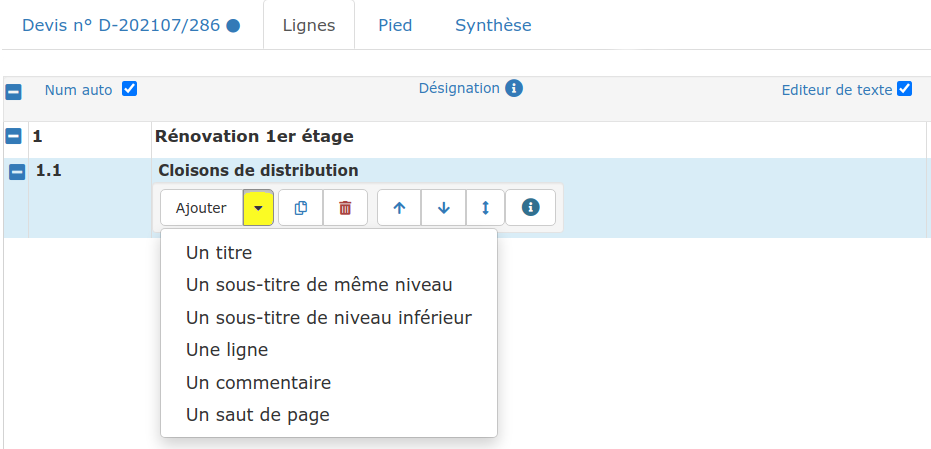 Devis n° D-202107/286 Lignes Pied Synthèse
Num auto Désignation Editeur de texte
1 Rénovation 1er étage
1.1 Cloisons de distribution
Ajouter
Un titre
Un sous-titre de même niveau
Un sous-titre de niveau inférieur
Une ligne
Un commentaire
Un saut de page